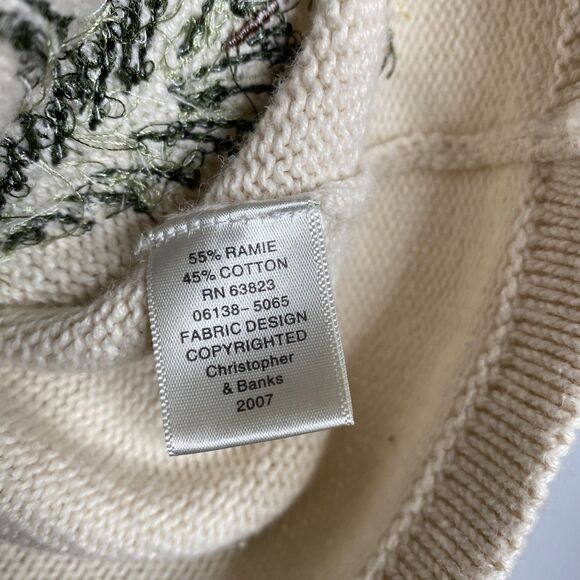 55% RAMIE
45% COTTON
RN 63823
06138-5065
FABRIC DESIGN
COPYRIGHTED
Christopher
& Banks
2007